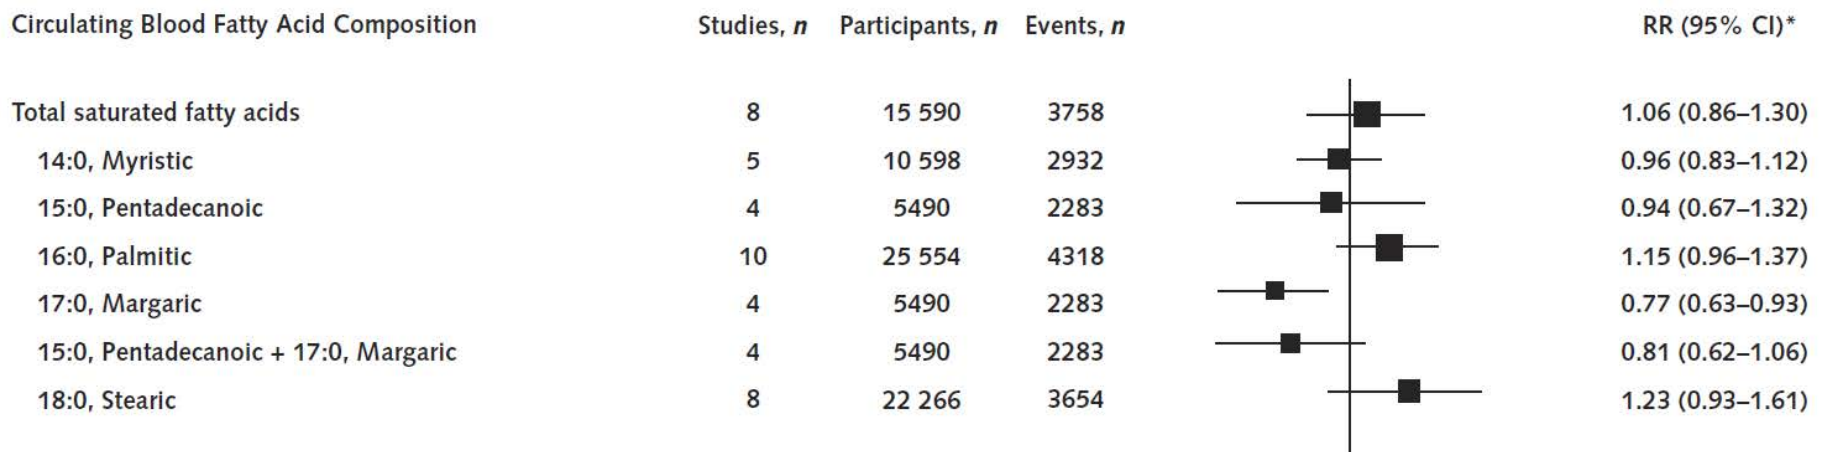 Circulating Blood Fatty Acid Composition Studies, n Participants, n Events, n RR (95% CI)*
Total saturated fatty acids 8 15 590 3758 1.06 (0.86–1.30)
14:0, Myristic 5 10 598 2932 0.96 (0.83–1.12)
15:0, Pentadecanoic 4 5490 2283 0.94 (0.67–1.32)
16:0, Palmitic 10 25 554 4318 1.15 (0.96–1.37)
17:0, Margaric 4 5490 2283 0.77 (0.63–0.93)
15:0, Pentadecanoic + 17:0, Margaric 4 5490 2283 0.81 (0.62–1.06)
18:0, Stearic 8 22 266 3654 1.23 (0.93–1.61)